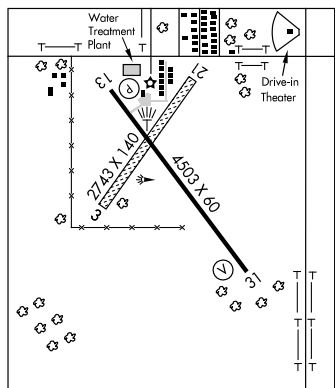 Water
Treatment
Plant
Drive-in
Theater
T T T T
T T
T T
13
21
P
T
2743 X 140
4503 X 60
3
V
31
T T
T T
T T
T T